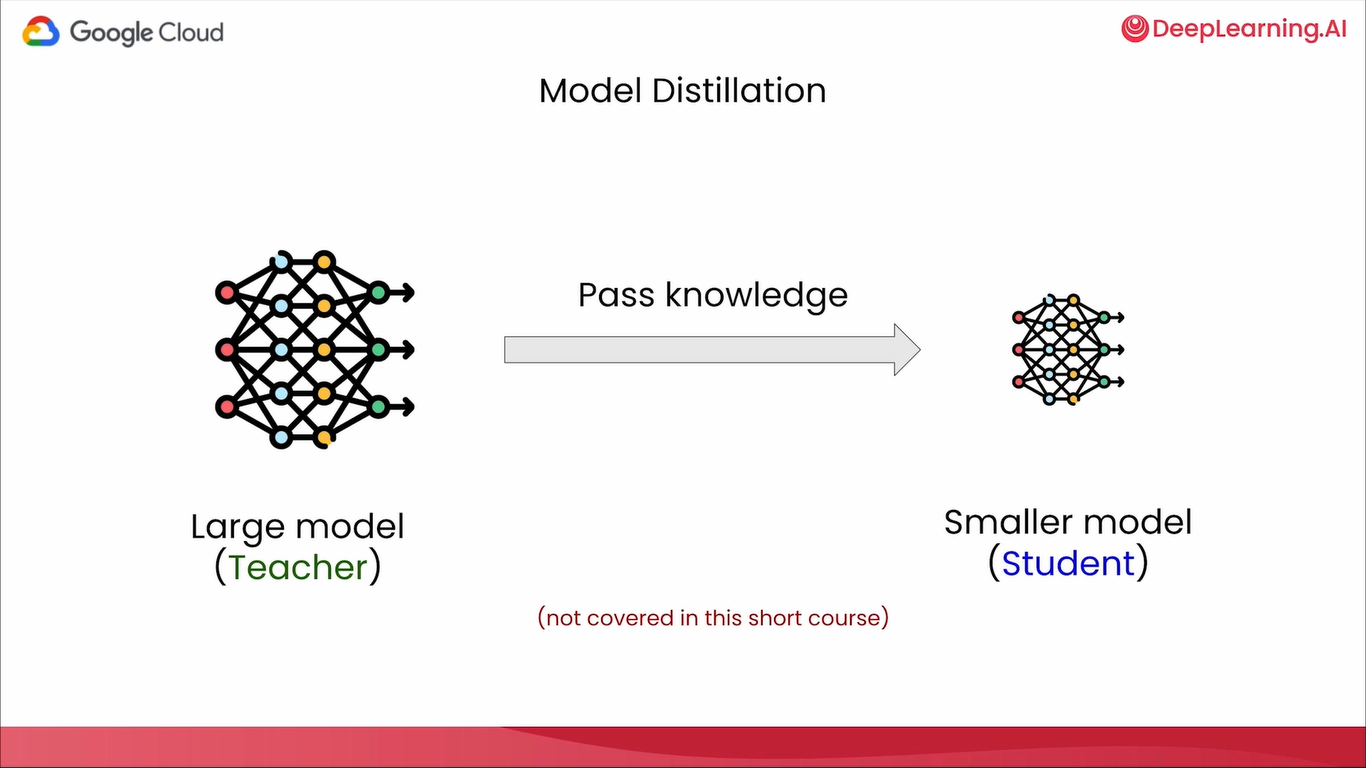 Google Cloud
DeepLearning.AI
Model Distillation
Pass knowledge
Large model
(Teacher)
Smaller model
(Student)
(not covered in this short course)